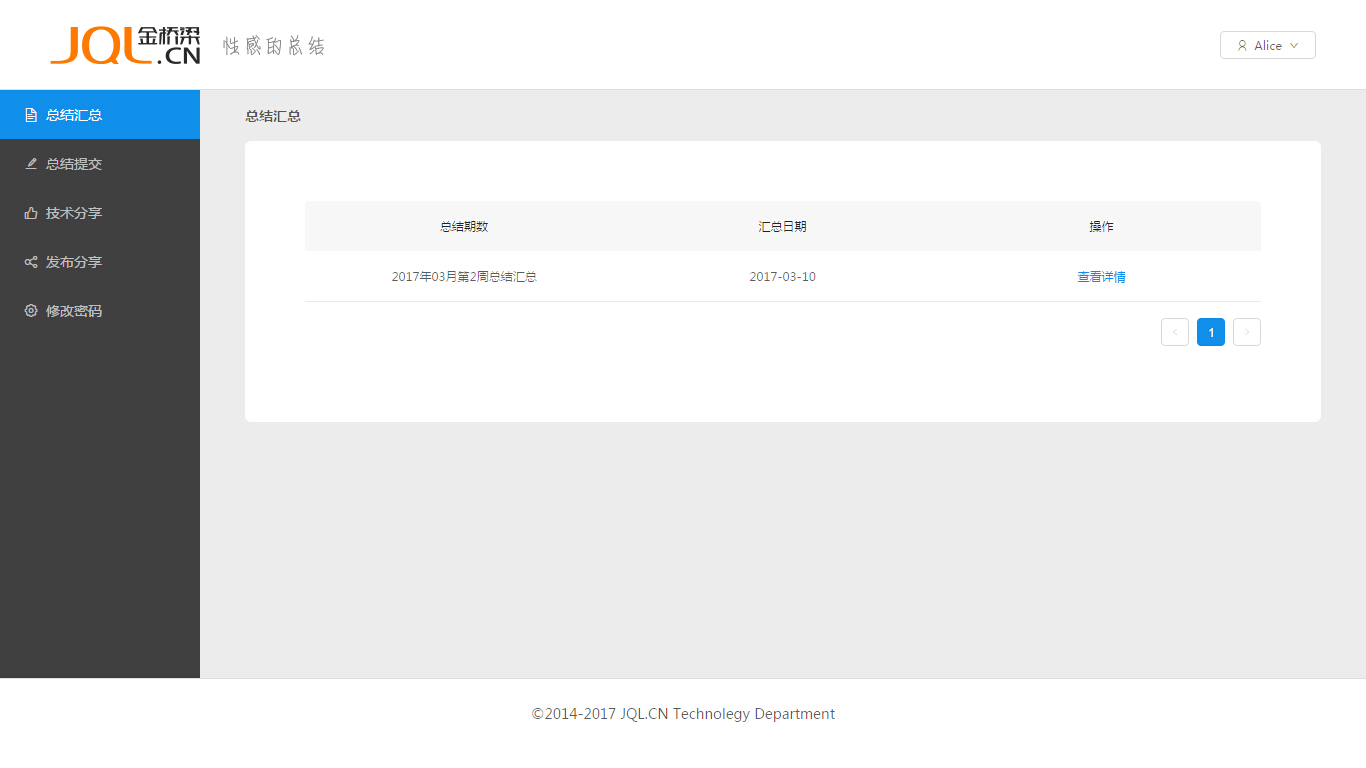 JQL金桥梁.CN 性感的总结
Alice
总结汇总
总结提交
技术分享
发布分享
修改密码
总结汇总
总结期数 汇总日期 操作
2017年03月第2周总结汇总 2017-03-10 查看详情
< 1 >
©2014-2017 JQL.CN Technolegy Department